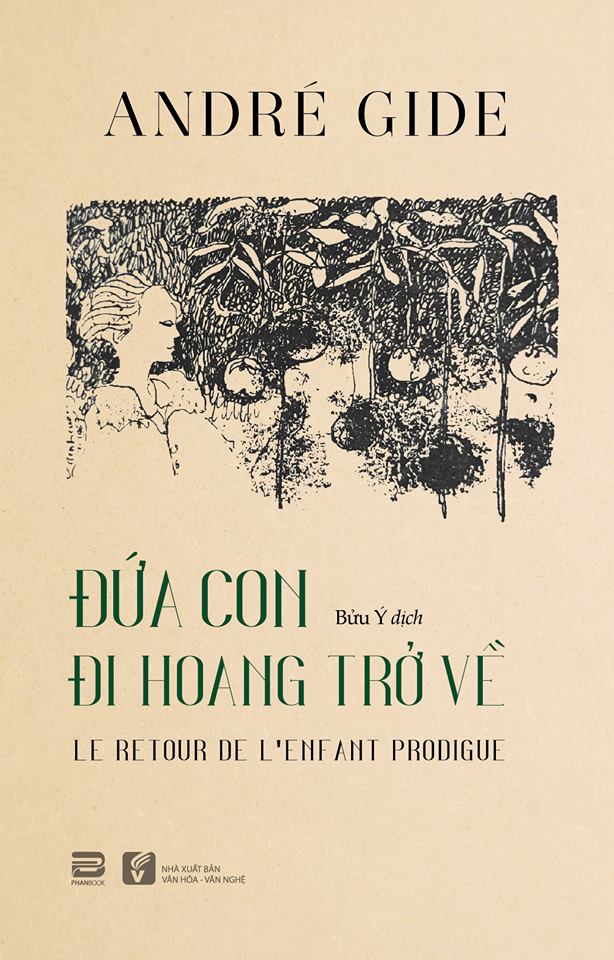 ANDRÉ GIDE
ĐỨA CON
Bửu Ý dịch
ĐI HOANG TRỞ VỀ
LE RETOUR DE L'ENFANT PRODIGUE
PHANBOOK
NHÀ XUẤT BẢN
VĂN HÓA - VĂN NGHỆ